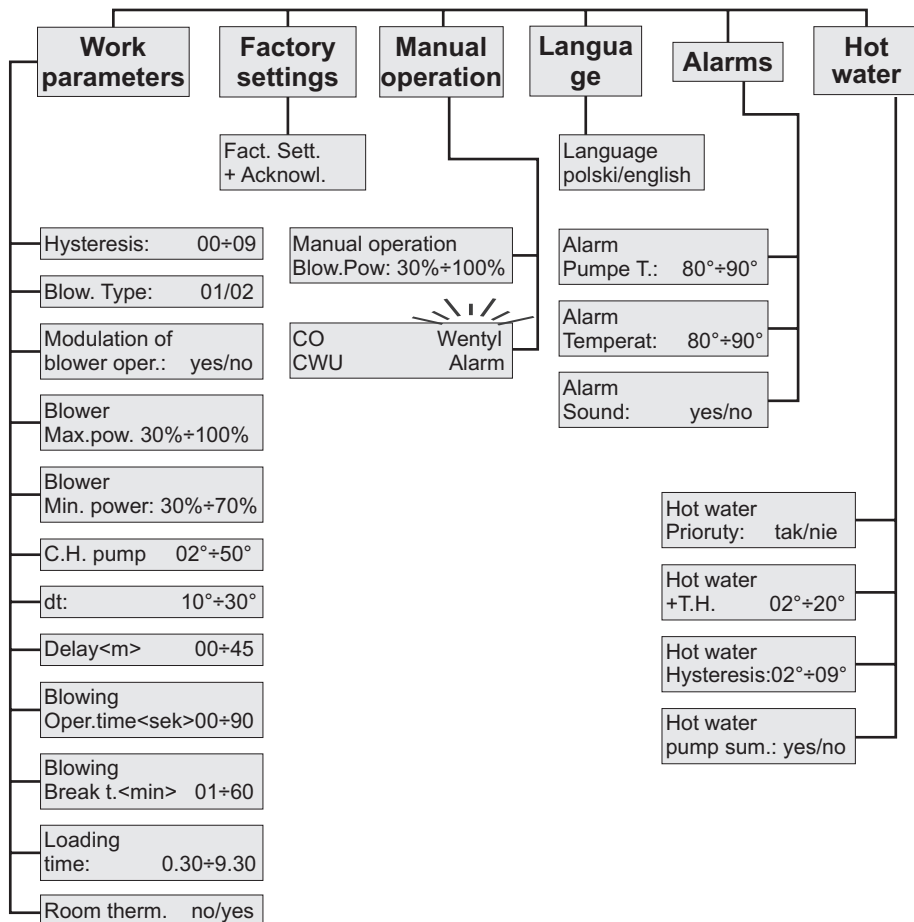 Work
parameters
Factory
settings
Manual
operation
Langua
ge
Alarms
Hot
water
Fact. Sett.
+ Acknowl.
Language
polski/english
Hysteresis: 00÷09
Blow. Type: 01/02
Modulation of
blower oper.: yes/no
Blower
Max.pow. 30%÷100%
Blower
Min. power: 30%÷70%
C.H. pump 02°÷50°
dt: 10°÷30°
Delay<m> 00÷45
Blowing
Oper.time<sek>00÷90
Blowing
Break t.<min> 01÷60
Loading
time: 0.30÷9.30
Room therm. no/yes
Manual operation
Blow.Pow: 30%÷100%
CO Wentyl
CWU Alarm
Alarm
Pumpe T.: 80°÷90°
Alarm
Temperat: 80°÷90°
Alarm
Sound: yes/no
Hot water
Prioruty: tak/nie
Hot water
+T.H. 02°÷20°
Hot water
Hysteresis:02°÷09°
Hot water
pump sum.: yes/no